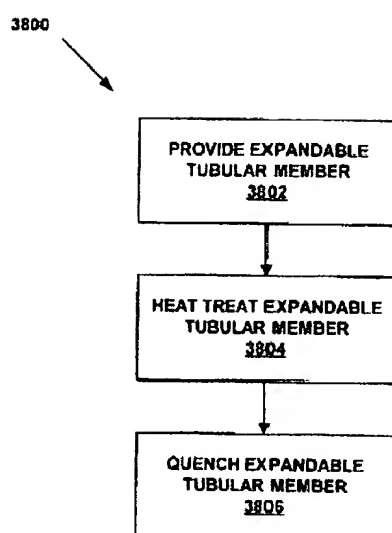 3800
PROVIDE EXPANDABLE
TUBULAR MEMBER
3802
HEAT TREAT EXPANDABLE
TUBULAR MEMBER
3804
QUENCH EXPANDABLE
TUBULAR MEMBER
3806